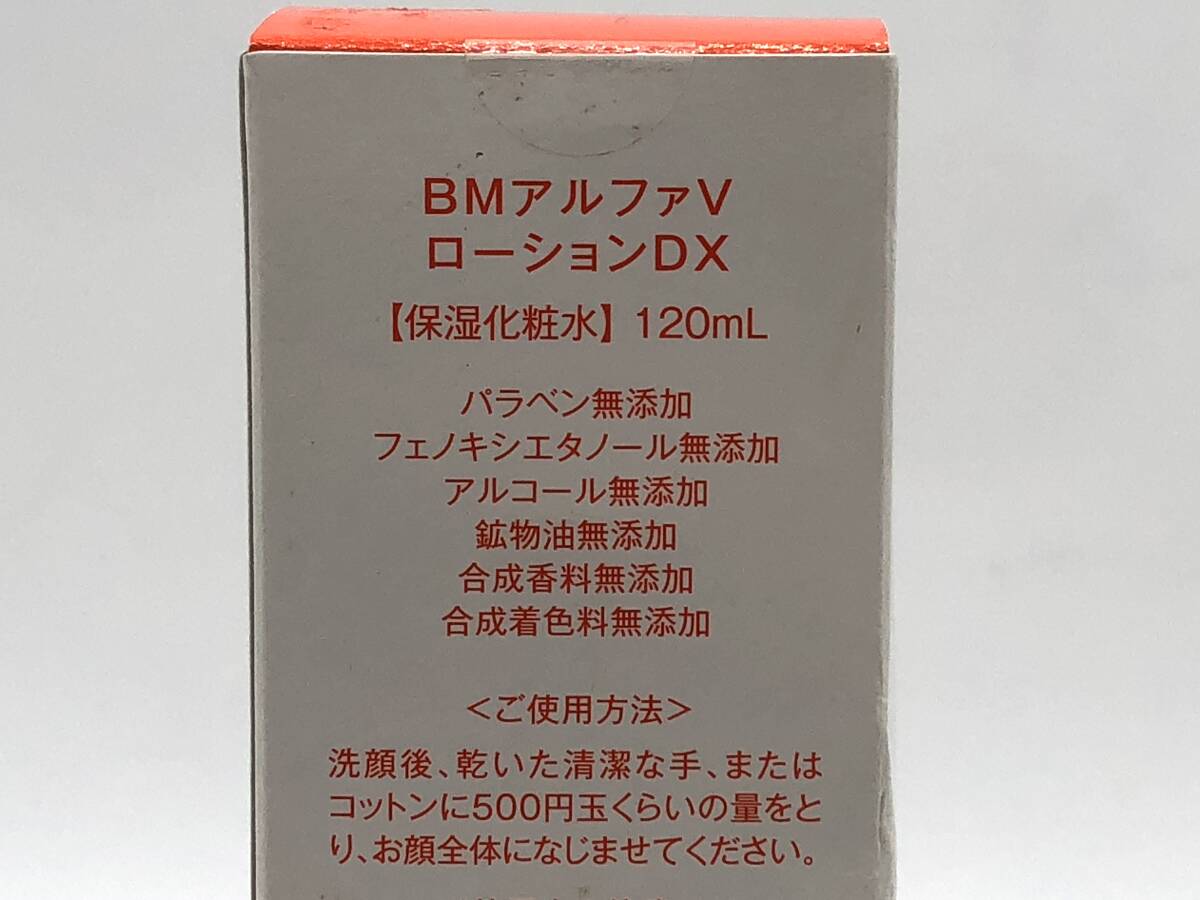 BMアルファV
ローションDX
【保湿化粧水】 120mL
パラベン無添加
フェノキシエタノール無添加
アルコール無添加
鉱物油無添加
合成香料無添加
合成着色料無添加
＜ご使用方法＞
洗顔後、乾いた清潔な手、または
コットンに500円玉くらいの量をと
り、お顔全体になじませてください。